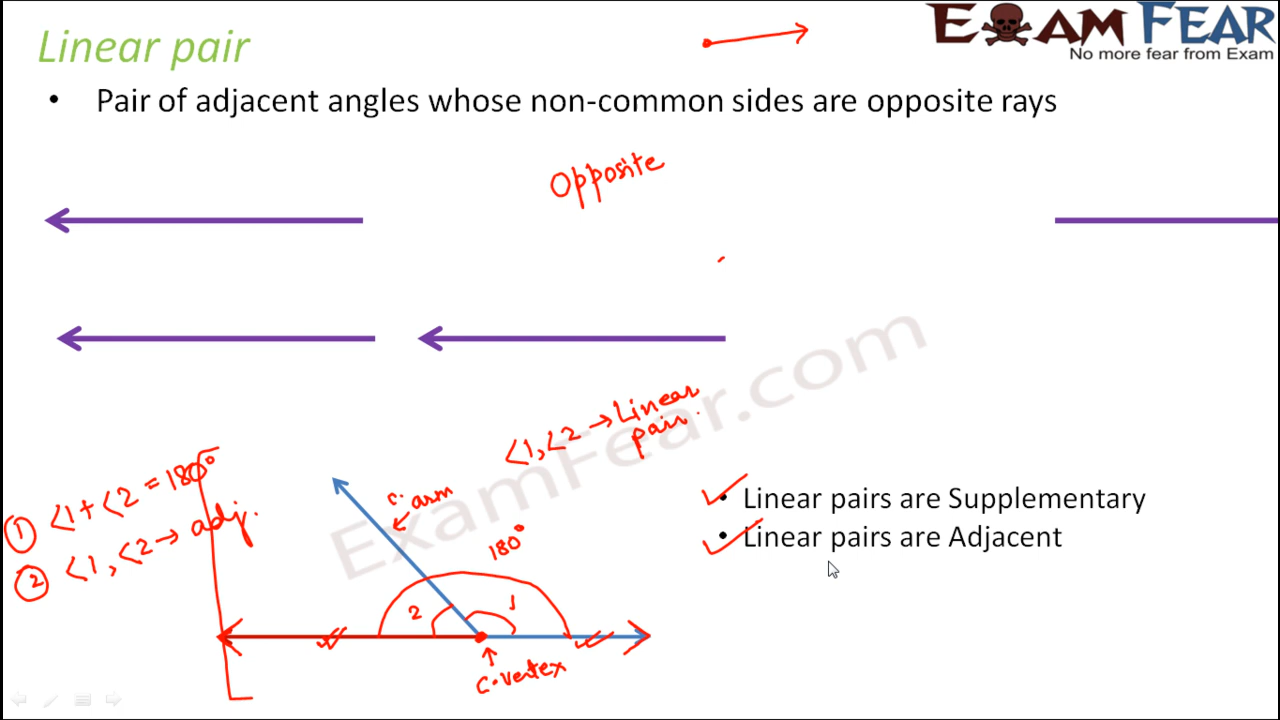 Linear pair
EXAM FEAR
No more fear from Exam
• Pair of adjacent angles whose non-common sides are opposite rays
Opposite
ExamFear.com
<1, <2 → Linear
pair.
① <1 + <2 = 180°
② <1, <2 → adj.
c. arm
180°
2
1
c. vertex
• Linear pairs are Supplementary
• Linear pairs are Adjacent